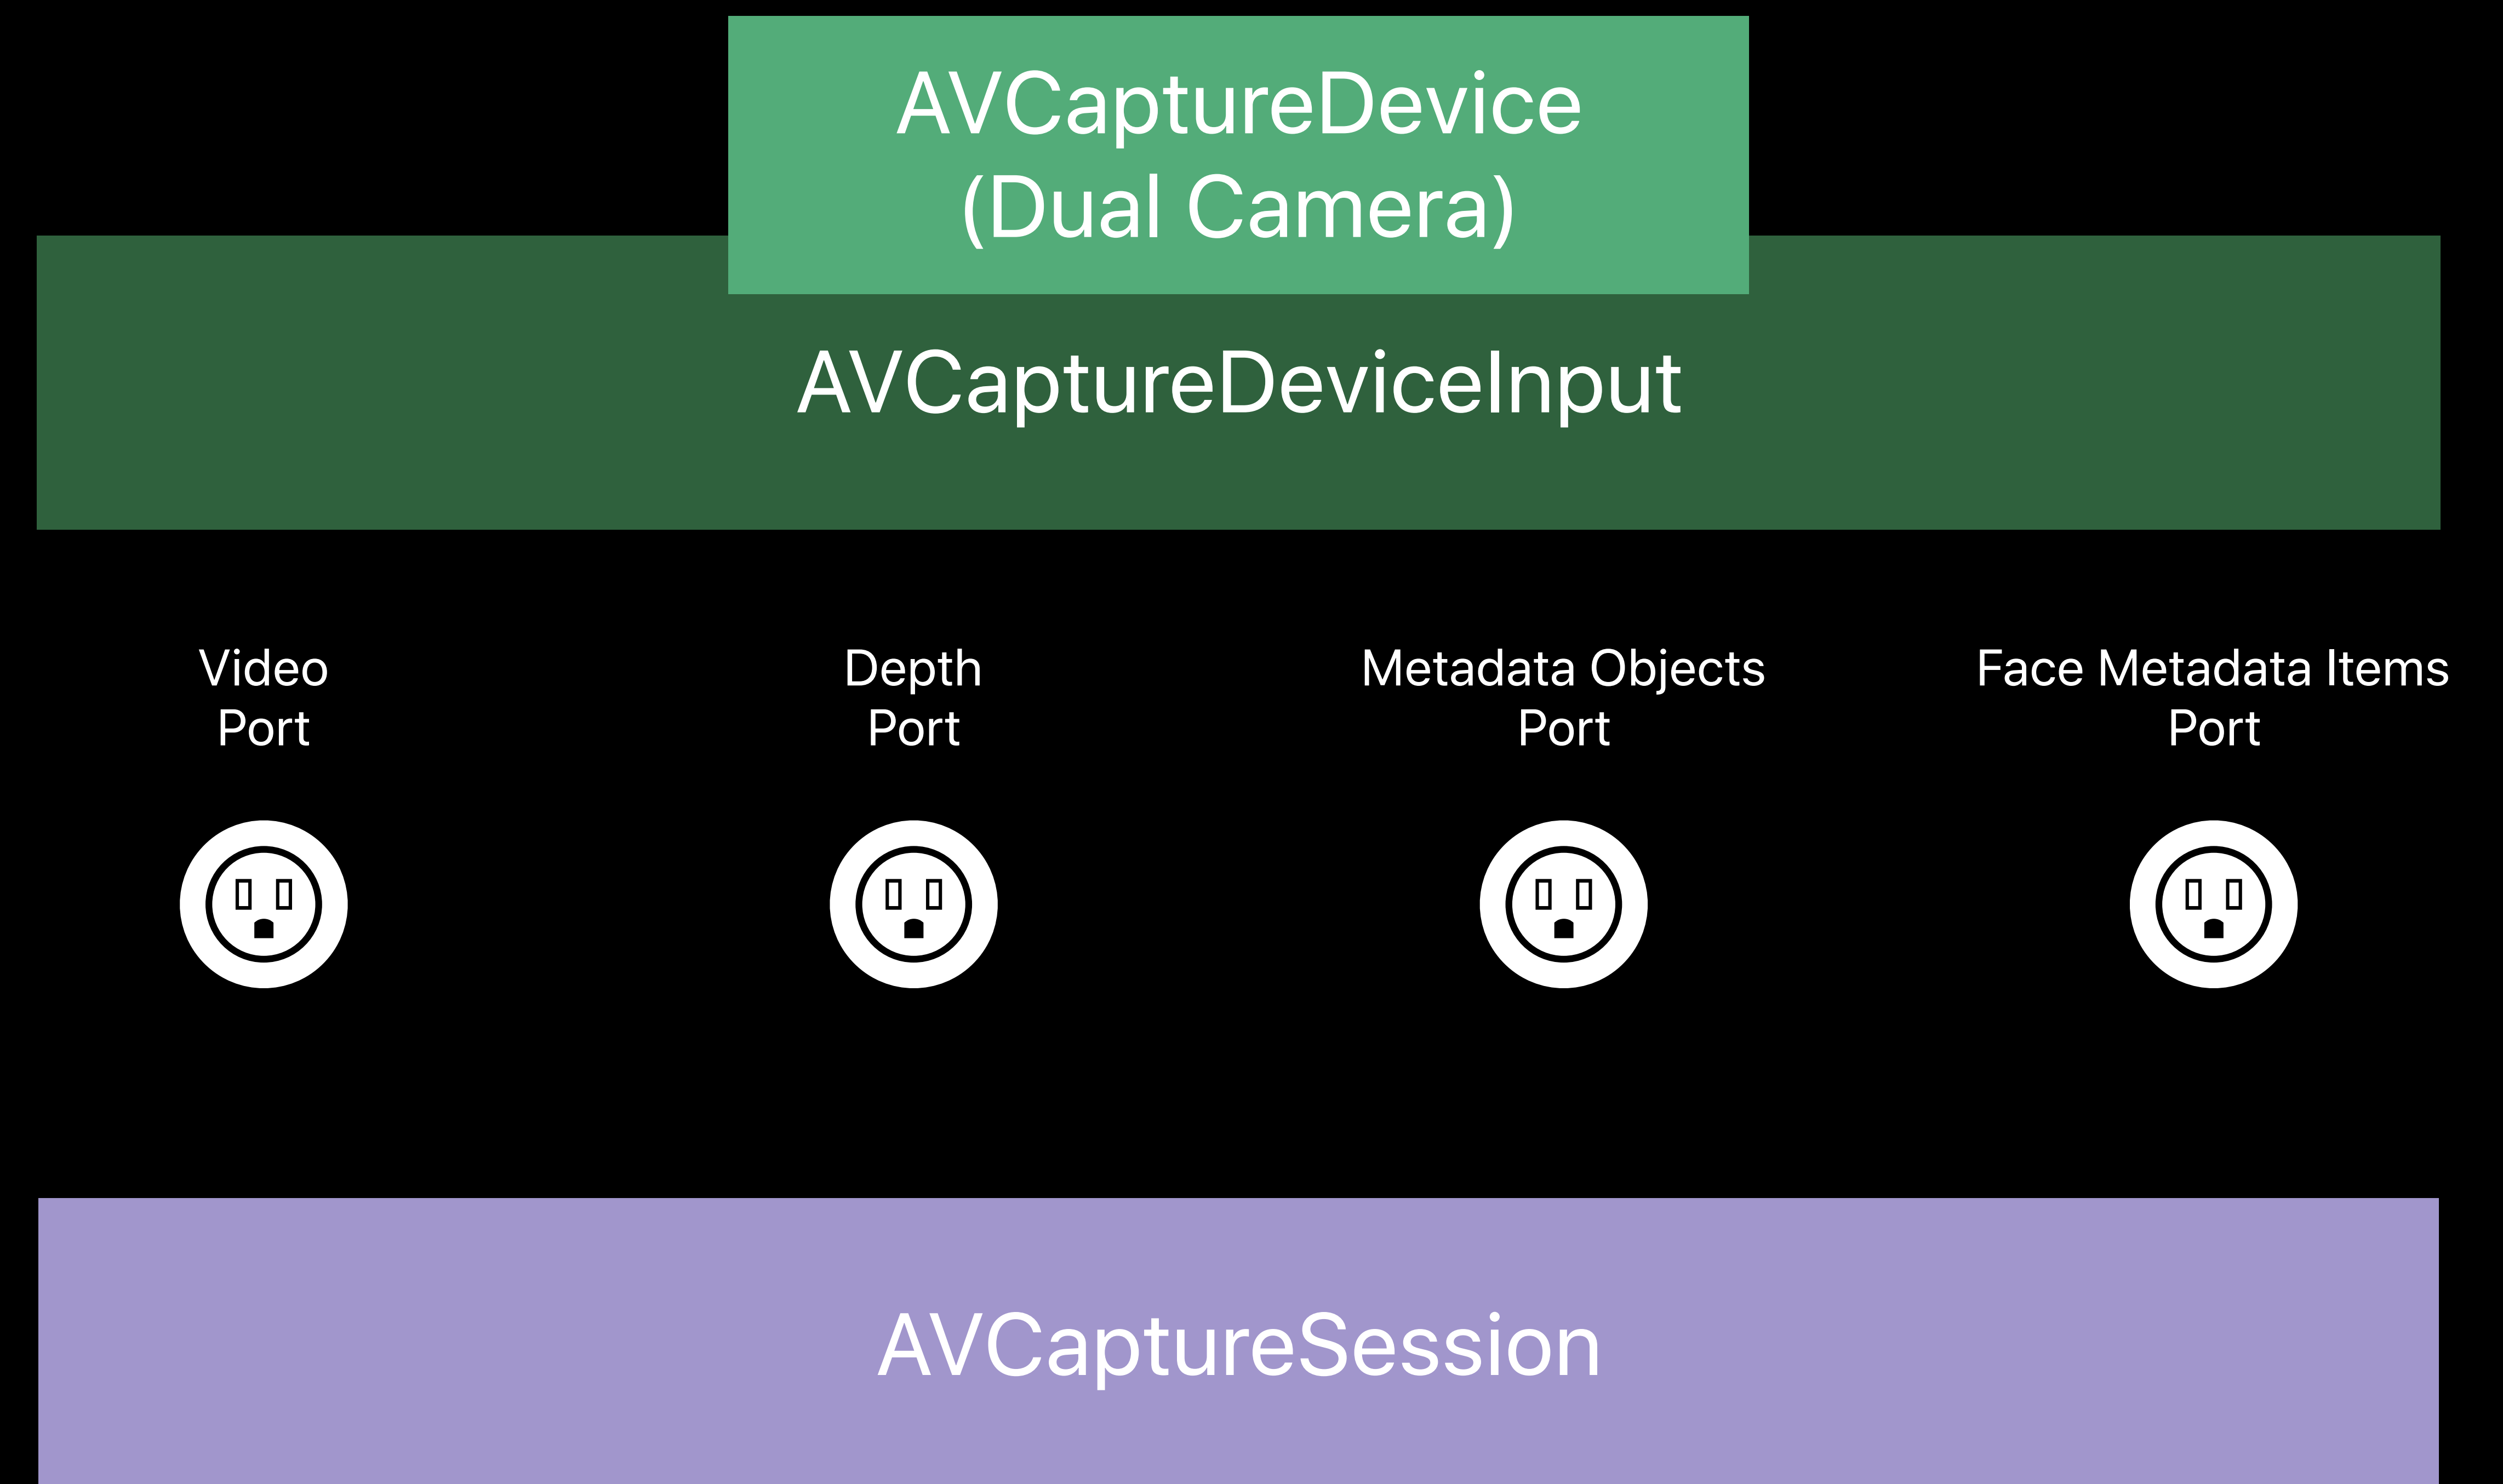 AVCaptureDevice
(Dual Camera)
AVCaptureDeviceInput
Video
Port
Depth
Port
Metadata Objects
Port
Face Metadata Items
Port
AVCaptureSession